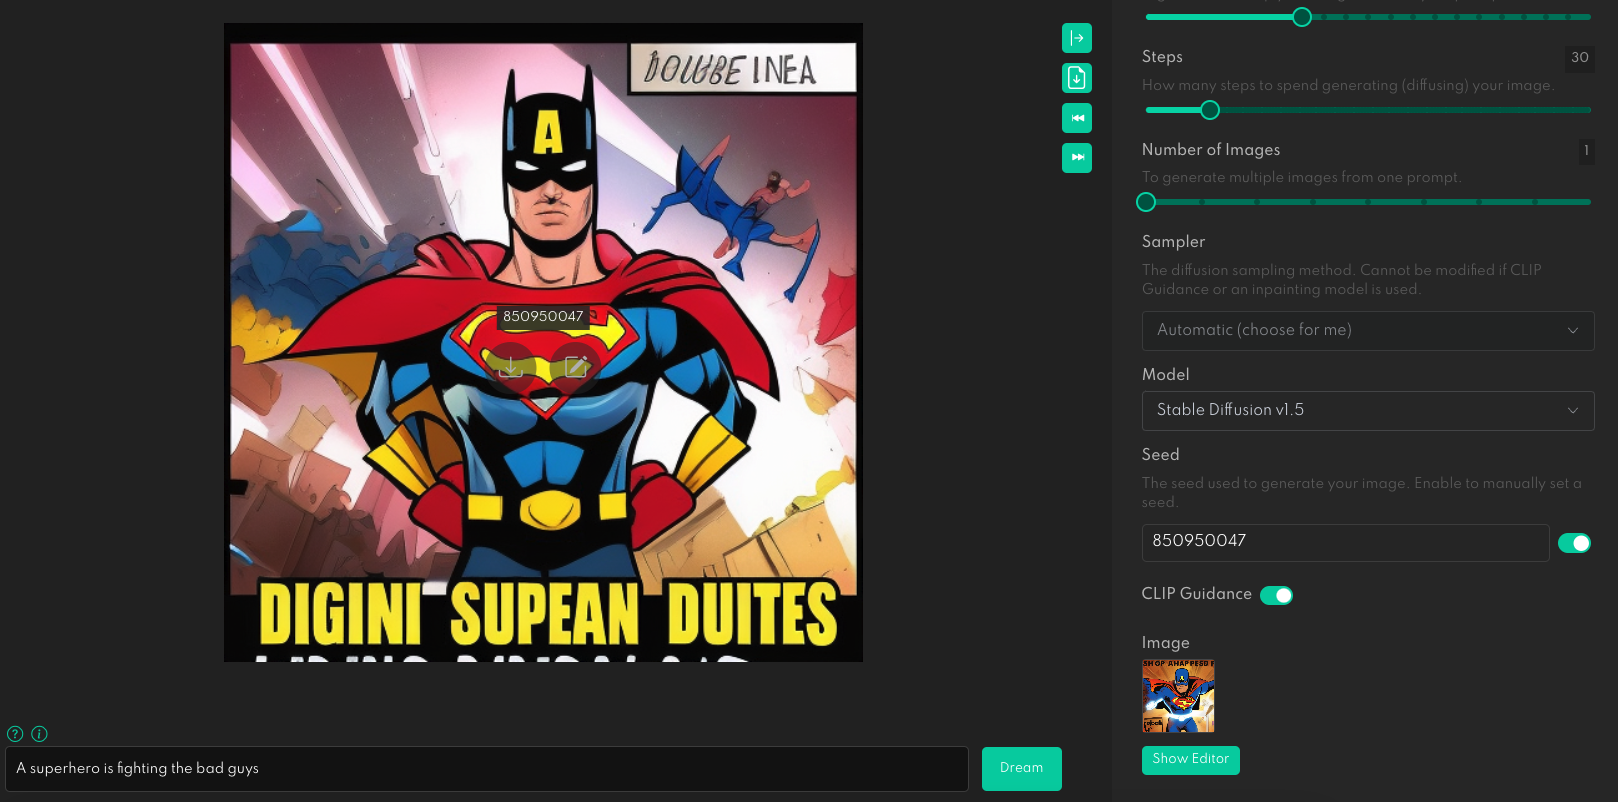 DOUBE INEA
A
850950047
DIGINI SUPEAN DUITES
A superhero is fighting the bad guys
Dream
Steps
30
How many steps to spend generating (diffusing) your image.
Number of Images
1
To generate multiple images from one prompt.
Sampler
The diffusion sampling method. Cannot be modified if CLIP
Guidance or an inpainting model is used.
Automatic (choose for me)
Model
Stable Diffusion v1.5
Seed
The seed used to generate your image. Enable to manually set a
seed.
850950047
CLIP Guidance
Image
Show Editor